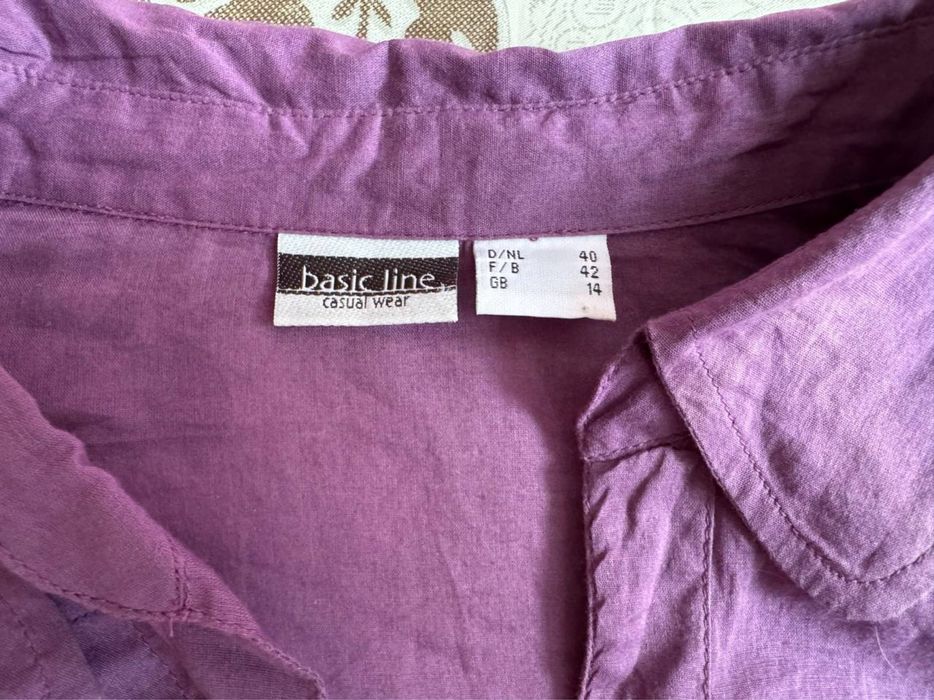 basic line
casual wear
D/NL 40
F/B 42
GB 14